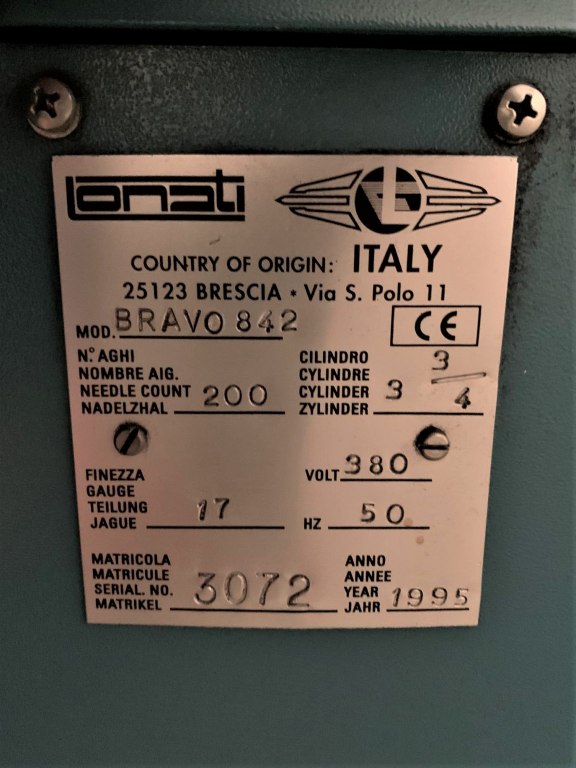 Lonati
COUNTRY OF ORIGIN: ITALY
25123 BRESCIA • Via S. Polo 11
MOD. BRAVO 842
CE
N.° AGHI
NOMBRE AIG.
NEEDLE COUNT
NADELZHAL 200
CILINDRO
CYLINDRE
CYLINDER
ZYLINDER 3 3/4
FINEZZA
GAUGE
TEILUNG
JAGUE 17
VOLT 380
HZ 50
MATRICOLA
MATRICULE
SERIAL. NO.
MATRIKEL 3072
ANNO
ANNEE
YEAR
JAHR 1995